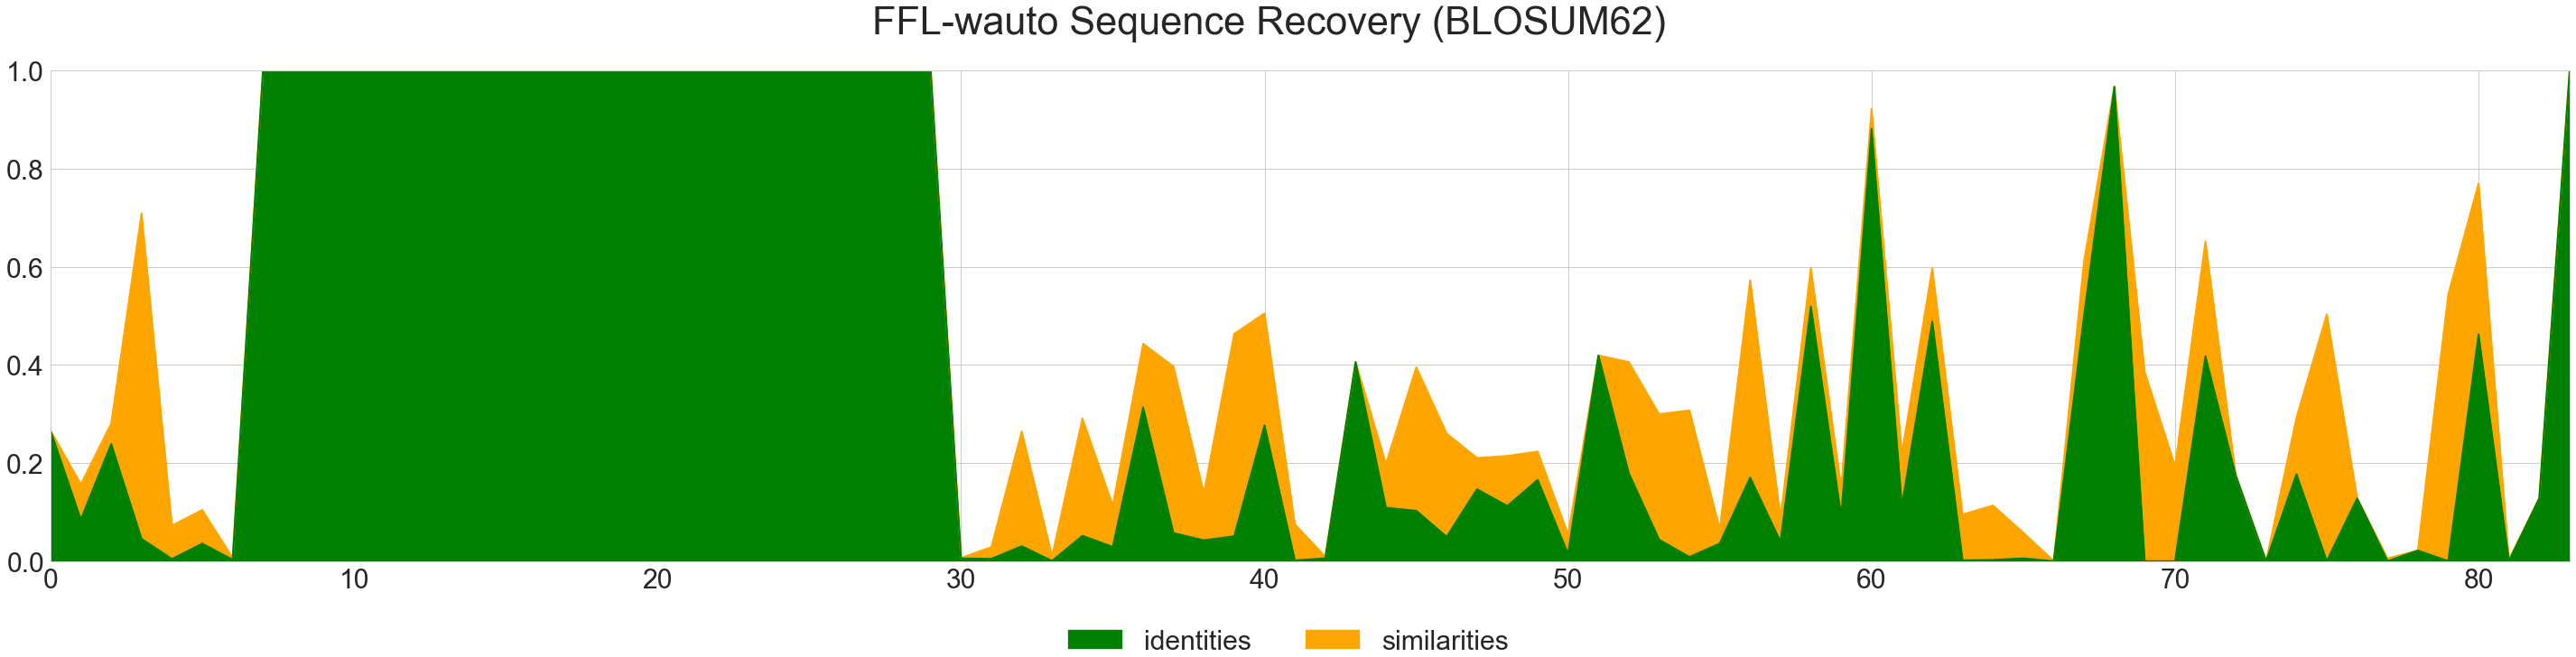 FFL-wauto Sequence Recovery (BLOSUM62)
1.0
0.8
0.6
0.4
0.2
0.0
0 10 20 30 40 50 60 70 80
identities similarities